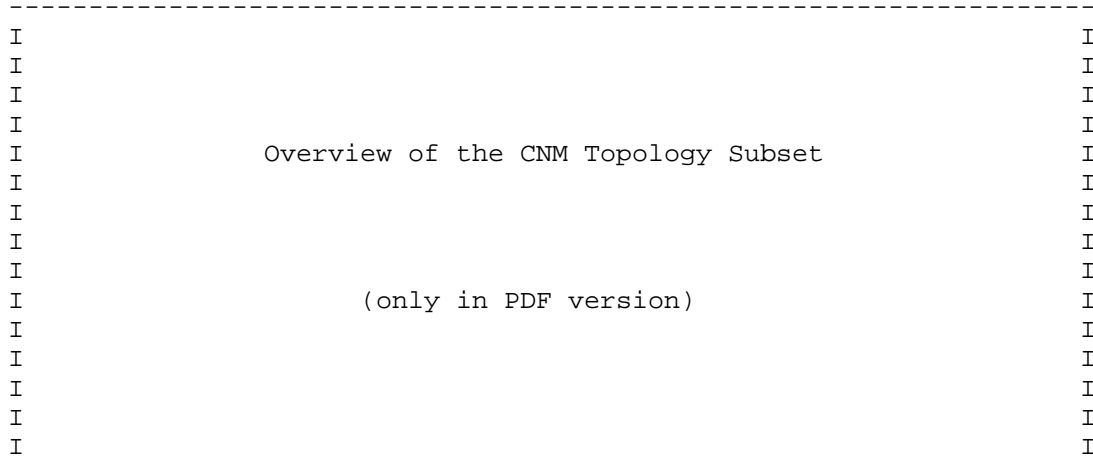 --------------------------------------------------------------------
I I
I I
I I
I I
I Overview of the CNM Topology Subset I
I I
I I
I I
I I
I (only in PDF version) I
I I
I I
I I
I I
I I